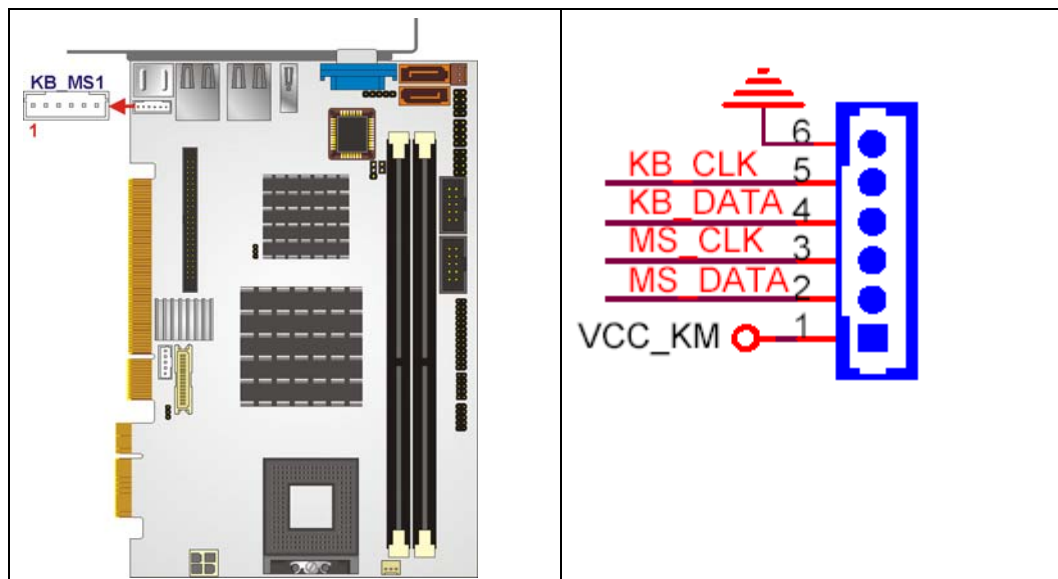 KB_MS1
1
6
KB_CLK 5
KB_DATA 4
MS_CLK 3
MS_DATA 2
VCC_KM 1